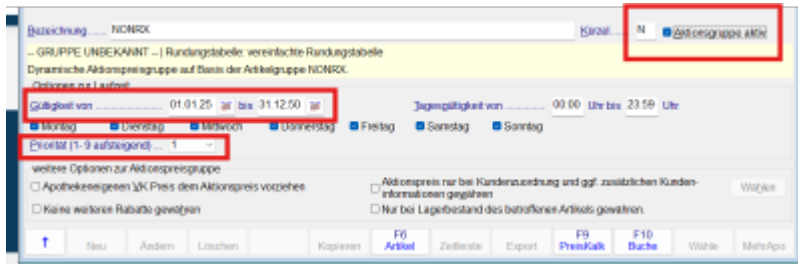 Bezeichnung..... NONRX Kürzel..... N Aktionsgruppe aktiv
-- GRUPPE UNBEKANNT -- | Rundungstabelle: vereinfachte Rundungstabelle
Dynamische Aktionspreisgruppe auf Basis der Artikelgruppe NONRX.
Optionen zur Laufzeit
Gültigkeit von .................... 01.01.25 bis 31.12.50 Tagesgültigkeit von ............ 00:00 Uhr bis 23:59 Uhr
Montag Dienstag Mittwoch Donnerstag Freitag Samstag Sonntag
Priorität (1- 9 aufsteigend) ... 1
weitere Optionen zur Aktionspreisgruppe
Apothekeneigenen VK Preis dem Aktionspreis vorziehen Aktionspreis nur bei Kundenzuordnung und ggf. zusätzlichen Kunden-
informationen gewähren Wählen
Keine weiteren Rabatte gewähren Nur bei Lagerbestand des betroffenen Artikels gewähren.
F6 F9 F10
Neu Ändern Löschen Kopieren Artikel Zeitleiste Export PreisKalk Buche Wähle MehrApo